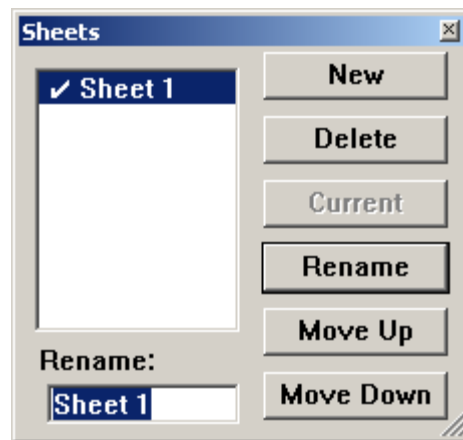 Sheets
✔ Sheet 1
New
Delete
Current
Rename
Move Up
Move Down
Rename:
Sheet 1